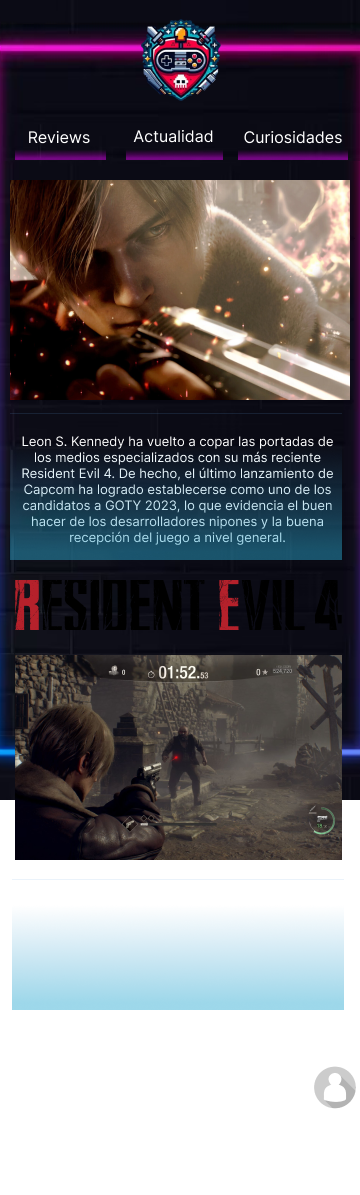 Reviews
Actualidad
Curiosidades
Leon S. Kennedy ha vuelto a copar las portadas de
los medios especializados con su más reciente
Resident Evil 4. De hecho, el último lanzamiento de
Capcom ha logrado establecerse como uno de los
candidatos a GOTY 2023, lo que evidencia el buen
hacer de los desarrolladores nipones y la buena
recepción del juego a nivel general.
RESIDENT EVIL 4
0
01:52.53
0